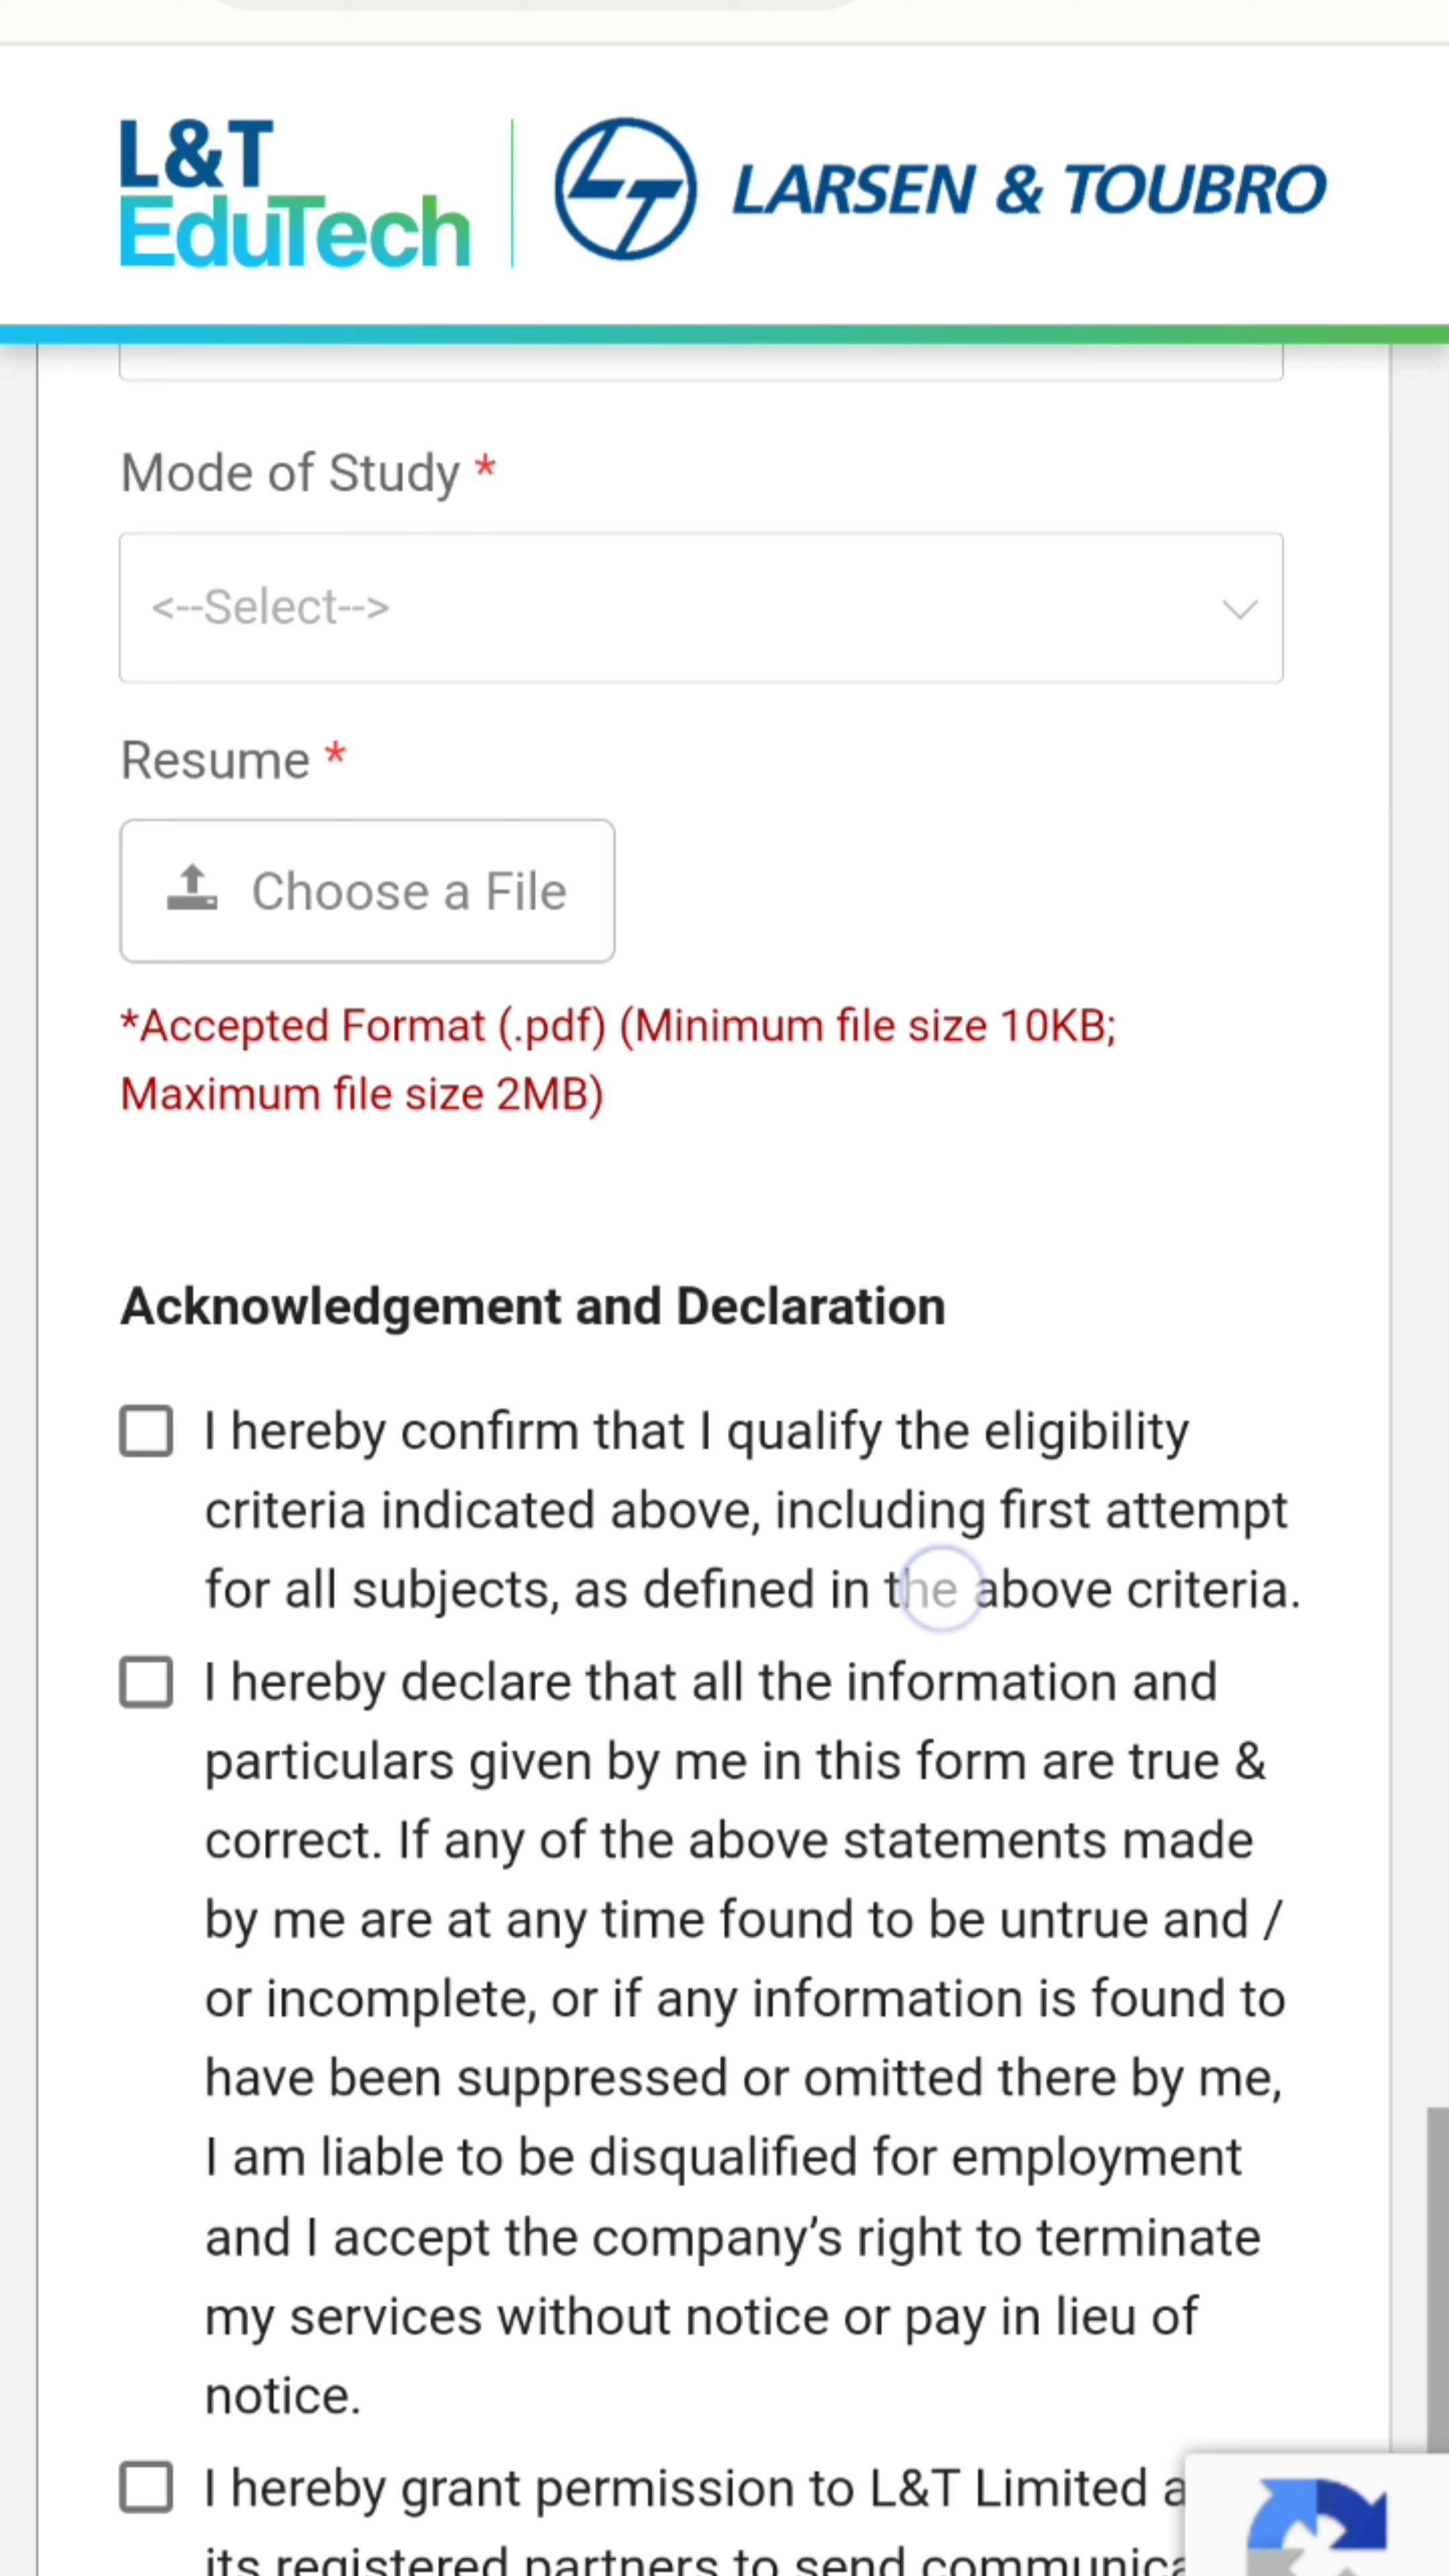 L&T
EduTech
LARSEN & TOUBRO
Mode of Study *
<--Select-->
Resume *
Choose a File
*Accepted Format (.pdf) (Minimum file size 10KB;
Maximum file size 2MB)
Acknowledgement and Declaration
I hereby confirm that I qualify the eligibility
criteria indicated above, including first attempt
for all subjects, as defined in the above criteria.
I hereby declare that all the information and
particulars given by me in this form are true &
correct. If any of the above statements made
by me are at any time found to be untrue and /
or incomplete, or if any information is found to
have been suppressed or omitted there by me,
I am liable to be disqualified for employment
and I accept the company’s right to terminate
my services without notice or pay in lieu of
notice.
I hereby grant permission to L&T Limited
its registered partners to send